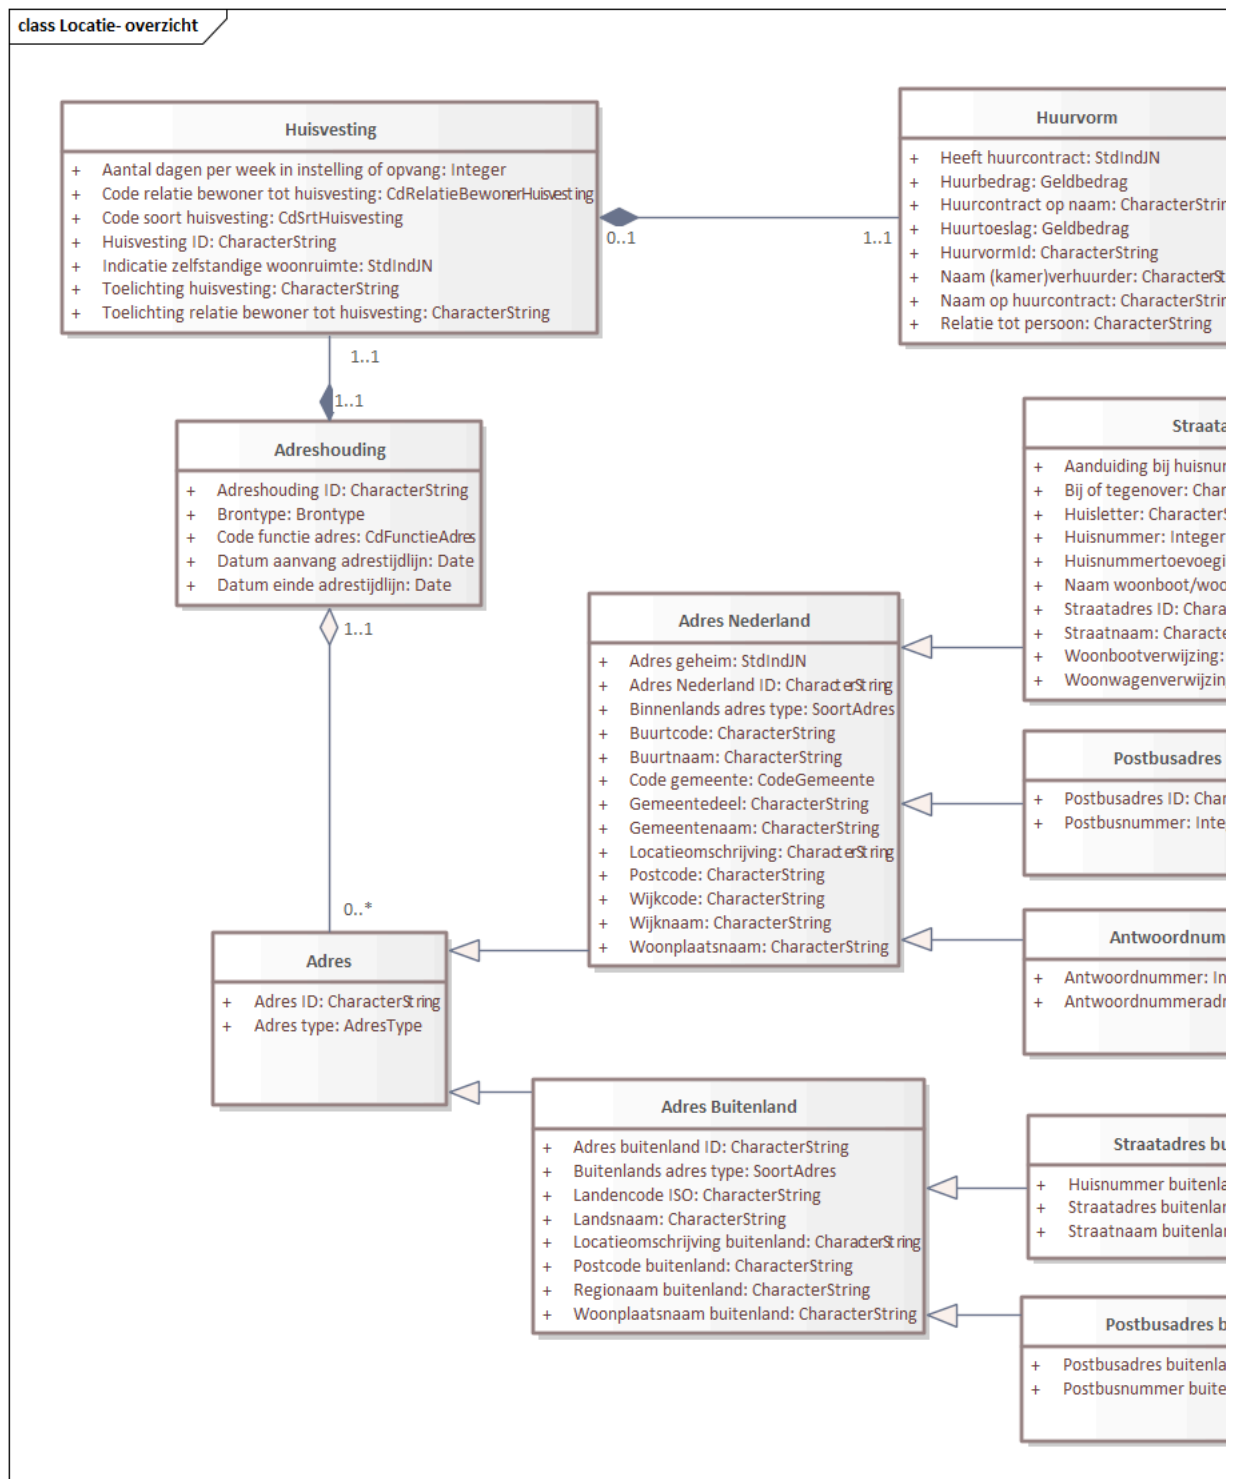 class Locatie- overzicht
Huisvesting
+ Aantal dagen per week in instelling of opvang: Integer
+ Code relatie bewoner tot huisvesting: CdRelatieBewonerHuisvesting
+ Code soort huisvesting: CdSrtHuisvesting
+ Huisvesting ID: CharacterString
+ Indicatie zelfstandige woonruimte: StdIndJN
+ Toelichting huisvesting: CharacterString
+ Toelichting relatie bewoner tot huisvesting: CharacterString
0..1
1..1
Huurvorm
+ Heeft huurcontract: StdIndJN
+ Huurbedrag: Geldbedrag
+ Huurcontract op naam: CharacterStrin
+ Huurtoeslag: Geldbedrag
+ HuurvormId: CharacterString
+ Naam (kamer)verhuurder: CharacterSt
+ Naam op huurcontract: CharacterStrin
+ Relatie tot persoon: CharacterString
1..1
1..1
Adreshouding
+ Adreshouding ID: CharacterString
+ Brontype: Brontype
+ Code functie adres: CdFunctieAdres
+ Datum aanvang adrestijdlijn: Date
+ Datum einde adrestijdlijn: Date
1..1
0..*
Adres
+ Adres ID: CharacterString
+ Adres type: AdresType
Adres Nederland
+ Adres geheim: StdIndJN
+ Adres Nederland ID: CharacterString
+ Binnenlands adres type: SoortAdres
+ Buurtcode: CharacterString
+ Buurtnaam: CharacterString
+ Code gemeente: CodeGemeente
+ Gemeentedeel: CharacterString
+ Gemeentenaam: CharacterString
+ Locatieomschrijving: CharacterString
+ Postcode: CharacterString
+ Wijkcode: CharacterString
+ Wijknaam: CharacterString
+ Woonplaatsnaam: CharacterString
Straata
+ Aanduiding bij huisnur
+ Bij of tegenover: Char
+ Huisletter: CharacterS
+ Huisnummer: Integer
+ Huisnummertoevoegi
+ Naam woonboot/woo
+ Straatadres ID: Chara
+ Straatnaam: Characte
+ Woonbootverwijzing:
+ Woonwagenverwijzin
Postbusadres
+ Postbusadres ID: Char
+ Postbusnummer: Inte
Antwoordnum
+ Antwoordnummer: In
+ Antwoordnummeradr
Adres Buitenland
+ Adres buitenland ID: CharacterString
+ Buitenlands adres type: SoortAdres
+ Landencode ISO: CharacterString
+ Landsnaam: CharacterString
+ Locatieomschrijving buitenland: CharacterString
+ Postcode buitenland: CharacterString
+ Regionaam buitenland: CharacterString
+ Woonplaatsnaam buitenland: CharacterString
Straatadres bu
+ Huisnummer buitenla
+ Straatadres buitenlar
+ Straatnaam buitenlar
Postbusadres b
+ Postbusadres buitenla
+ Postbusnummer buite